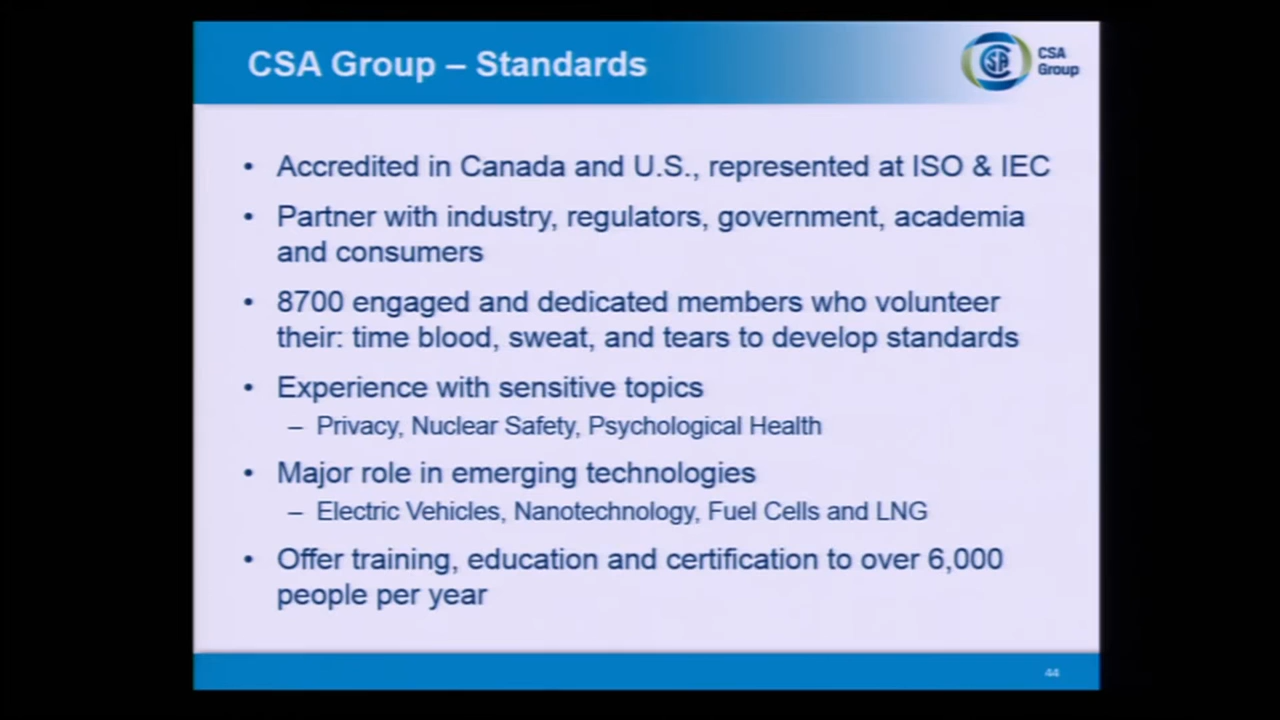 CSA Group – Standards
CSA
Group
• Accredited in Canada and U.S., represented at ISO & IEC
• Partner with industry, regulators, government, academia
and consumers
• 8700 engaged and dedicated members who volunteer
their: time blood, sweat, and tears to develop standards
• Experience with sensitive topics
– Privacy, Nuclear Safety, Psychological Health
• Major role in emerging technologies
– Electric Vehicles, Nanotechnology, Fuel Cells and LNG
• Offer training, education and certification to over 6,000
people per year
44